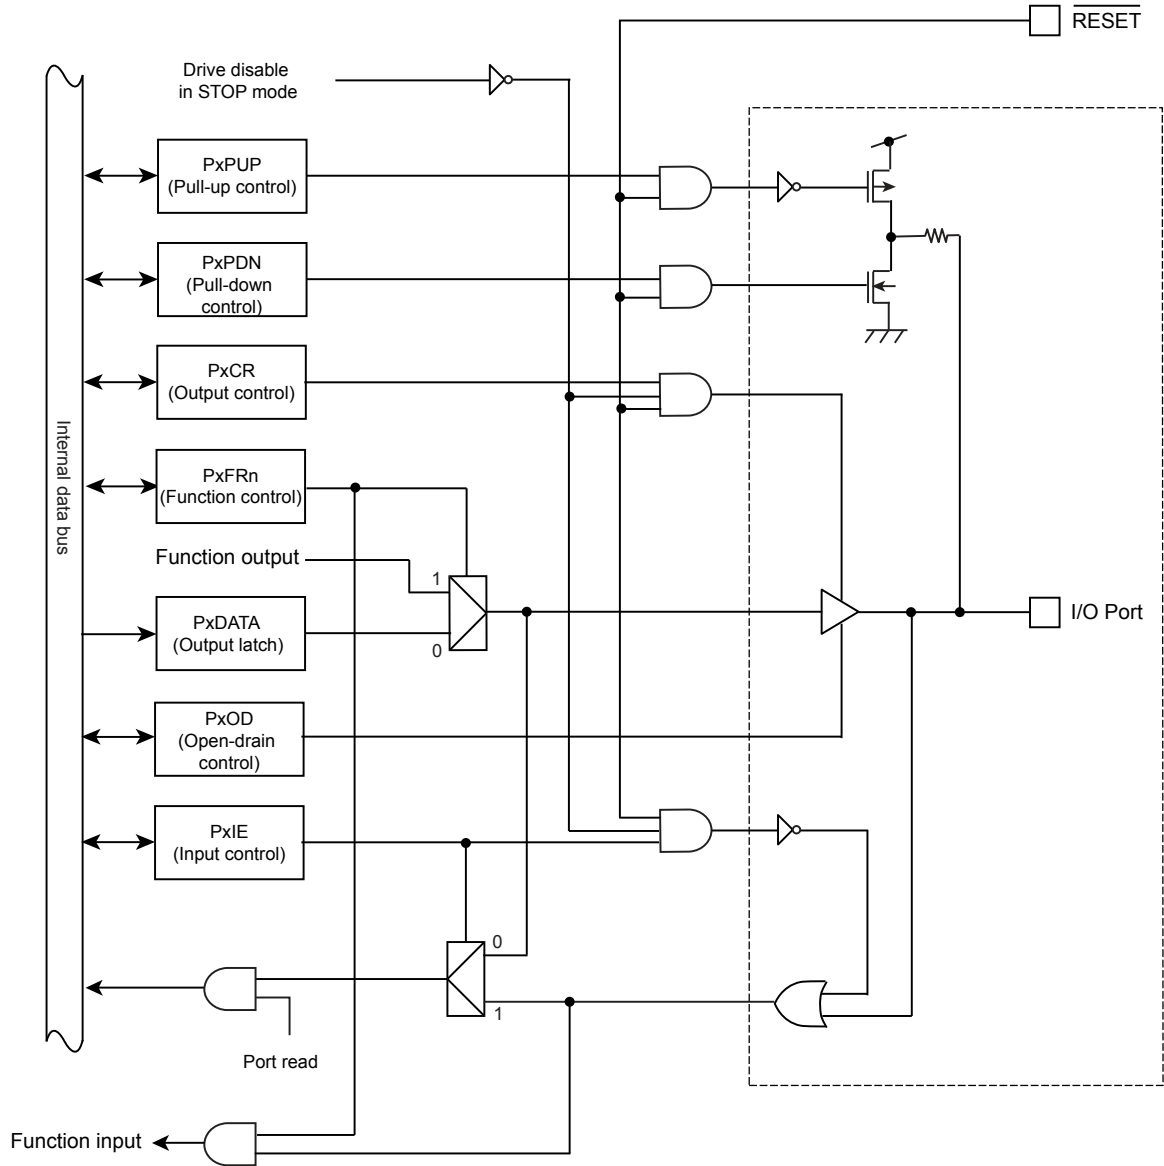 RESET
Drive disable
in STOP mode
PxPUP
(Pull-up control)
PxPDN
(Pull-down
control)
PxCR
(Output control)
Internal data bus
PxFRn
(Function control)
Function output
1
PxDATA
(Output latch)
0
I/O Port
PxOD
(Open-drain
control)
PxIE
(Input control)
0
1
Port read
Function input